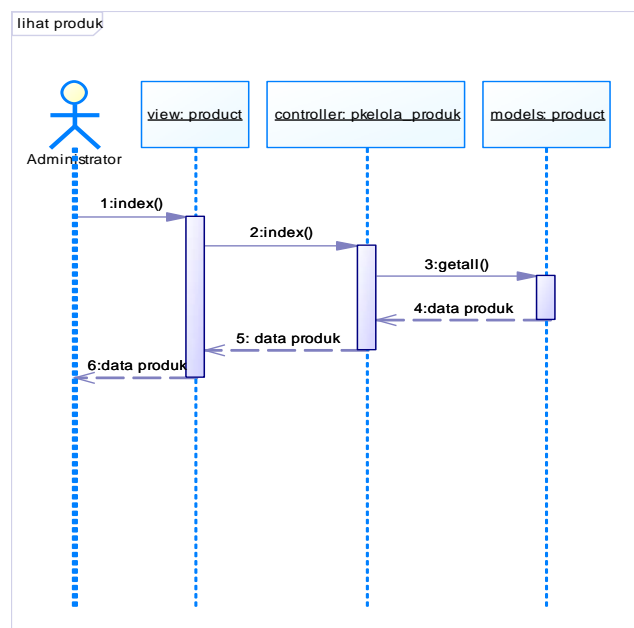 lihat produk
view: product
controller: pkelola_produk
models: product
Administrator
1:index()
2:index()
3:getall()
4:data produk
5: data produk
6:data produk